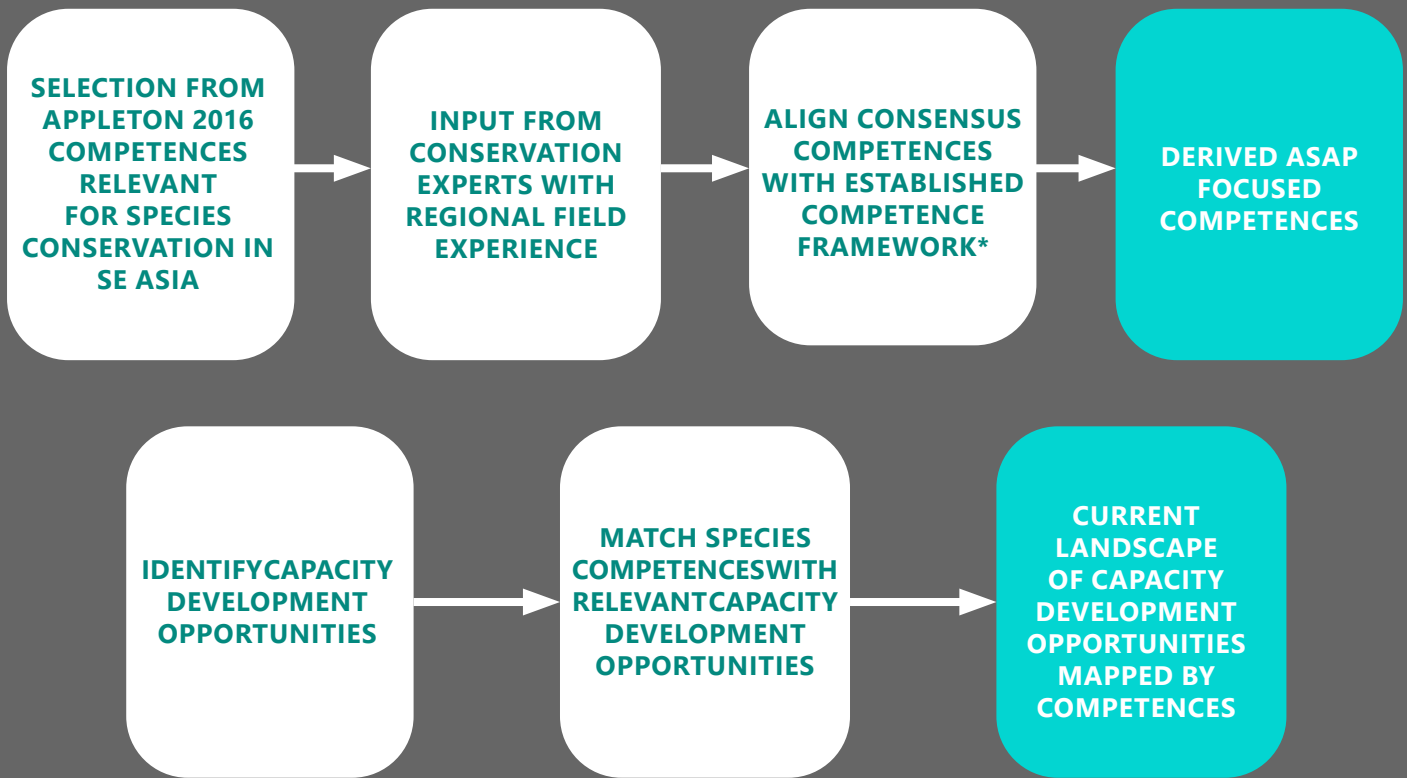 SELECTION FROM
APPLETON 2016
COMPETENCES
RELEVANT
FOR SPECIES
CONSERVATION IN
SE ASIA
INPUT FROM
CONSERVATION
EXPERTS WITH
REGIONAL FIELD
EXPERIENCE
ALIGN CONSENSUS
COMPETENCES
WITH ESTABLISHED
COMPETENCE
FRAMEWORK*
DERIVED ASAP
FOCUSED
COMPETENCES
IDENTIFYCAPACITY
DEVELOPMENT
OPPORTUNITIES
MATCH SPECIES
COMPETENCESWITH
RELEVANTCAPACITY
DEVELOPMENT
OPPORTUNITIES
CURRENT
LANDSCAPE
OF CAPACITY
DEVELOPMENT
OPPORTUNITIES
MAPPED BY
COMPETENCES